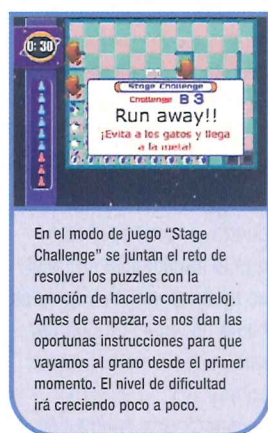 0:30
Stage Challenge
Challenge B 3
Run away!!
¡Evita a los gatos y llega
a la meta!
En el modo de juego “Stage
Challenge” se juntan el reto de
resolver los puzzles con la
emoción de hacerlo contrarreloj.
Antes de empezar, se nos dan las
oportunas instrucciones para que
vayamos al grano desde el primer
momento. El nivel de dificultad
irá creciendo poco a poco.